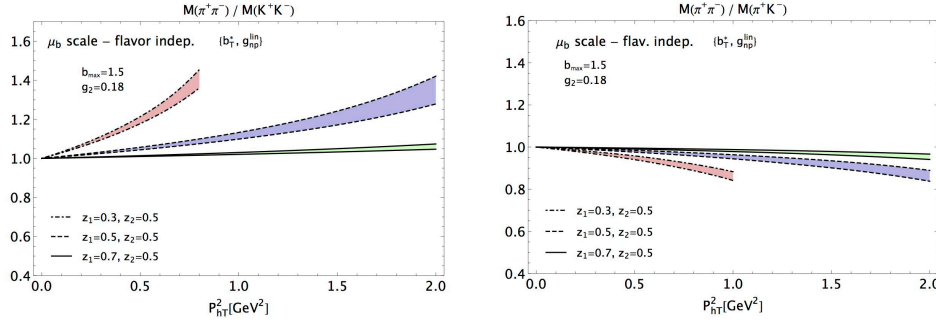 M(π⁺π⁻) / M(K⁺K⁻)
μb scale – flavor indep. {b*T, g^lin_np}
bmax=1.5
g2=0.18
z1=0.3, z2=0.5
z1=0.5, z2=0.5
z1=0.7, z2=0.5
1.6
1.4
1.2
1.0
0.8
0.6
0.4
0.0 0.5 1.0 1.5 2.0
P²hT[GeV²]
M(π⁺π⁻) / M(π⁺K⁻)
μb scale – flav. indep. {b*T, g^lin_np}
bmax=1.5
g2=0.18
z1=0.3, z2=0.5
z1=0.5, z2=0.5
z1=0.7, z2=0.5
1.6
1.4
1.2
1.0
0.8
0.6
0.4
0.0 0.5 1.0 1.5 2.0
P²hT[GeV²]